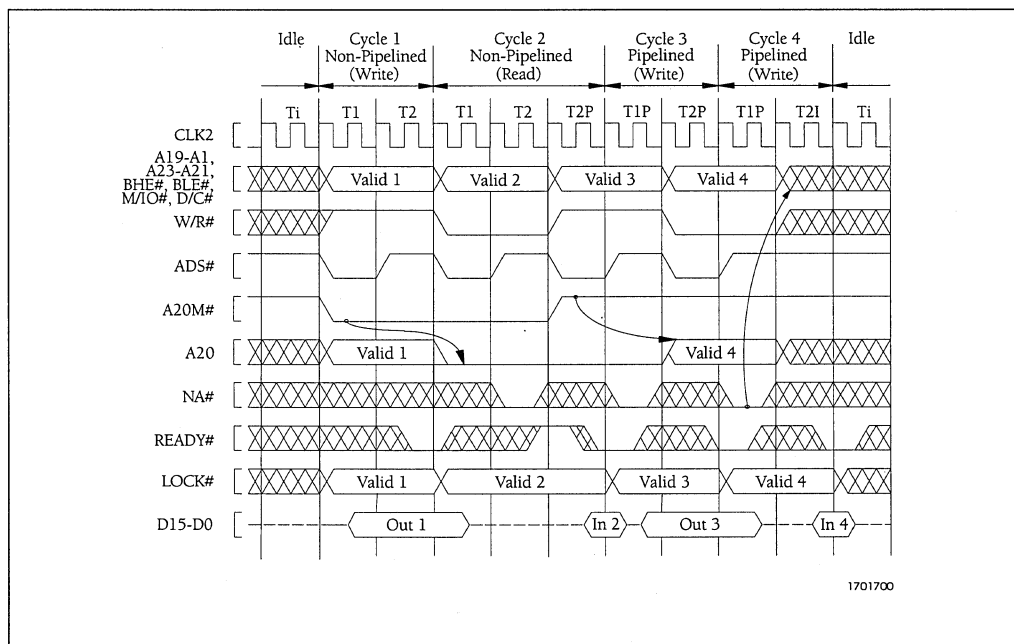 Idle Cycle 1 Cycle 2 Cycle 3 Cycle 4 Idle
Non-Pipelined Non-Pipelined Pipelined Pipelined
(Write) (Read) (Write) (Write)
Ti T1 T2 T1 T2 T2P T1P T2P T1P T2I Ti
CLK2
A19-A1,
A23-A21,
BHE#, BLE#,
M/IO#, D/C#
Valid 1 Valid 2 Valid 3 Valid 4
W/R#
ADS#
A20M#
A20 Valid 1 Valid 4
NA#
READY#
LOCK# Valid 1 Valid 2 Valid 3 Valid 4
D15-D0 Out 1 In 2 Out 3 In 4
1701700